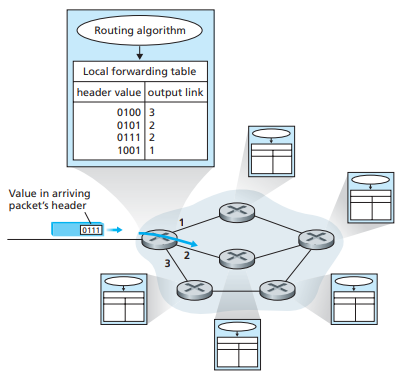 Routing algorithm
Local forwarding table
header value output link
0100 3
0101 2
0111 2
1001 1
Value in arriving
packet's header
0111
1
2
3